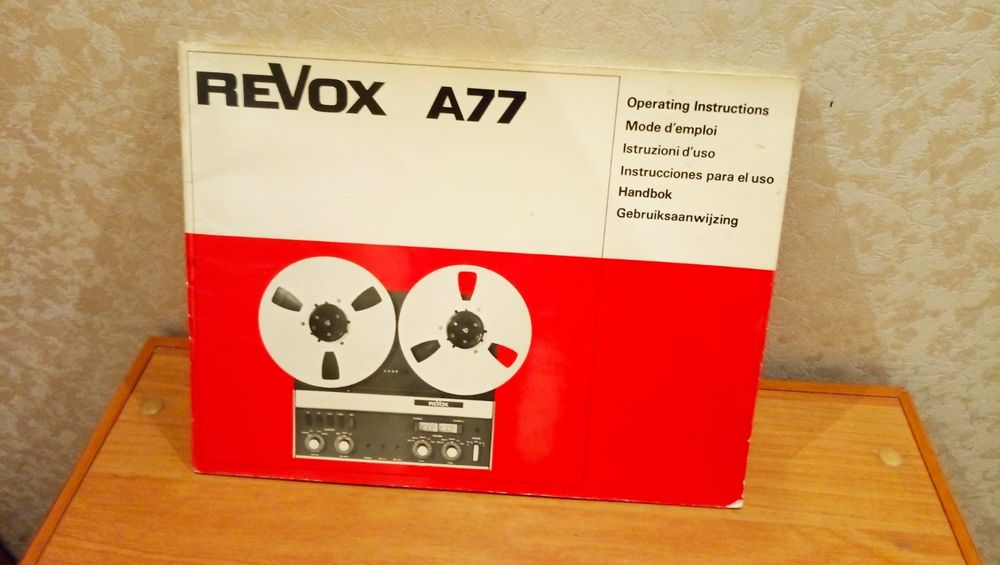 REVOX A77
Operating Instructions
Mode d'emploi
Istruzioni d'uso
Instrucciones para el uso
Handbok
Gebruiksaanwijzing
REVOX